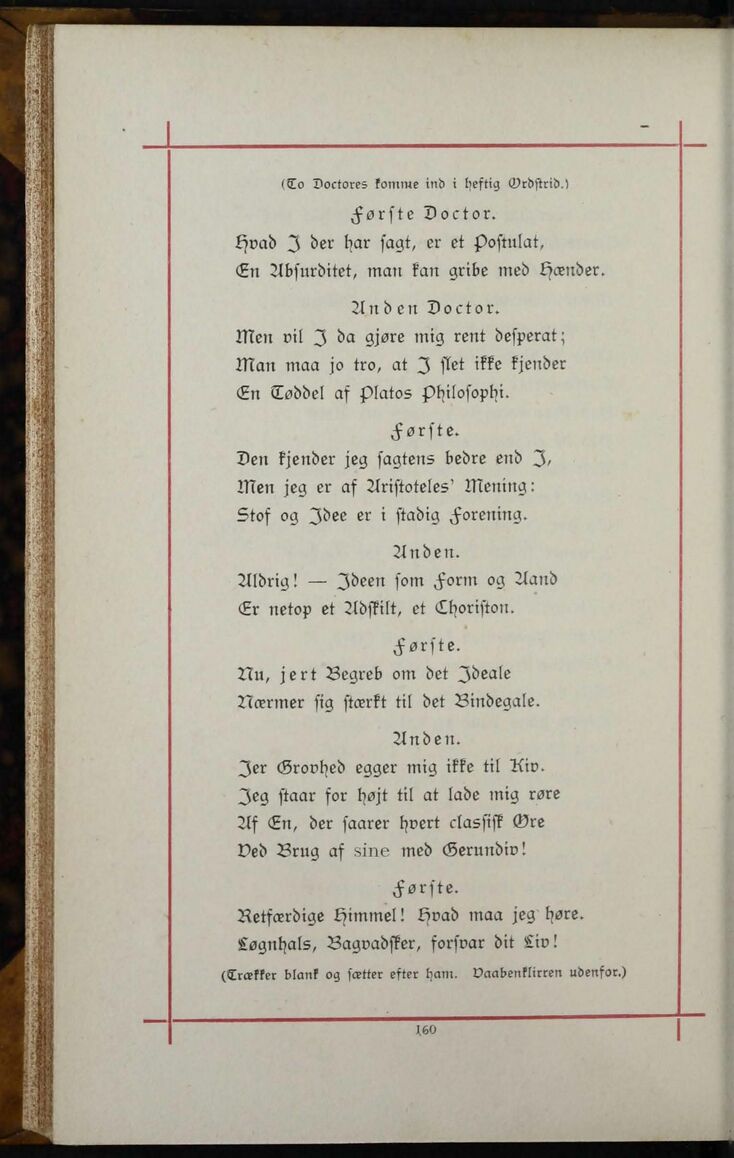 (To Doctores komme ind i heftig Ordstrid.)
Første Doctor.
Hvad I der har sagt, er et Postulat,
En Absurditet, man kan gribe med Hænder.
Anden Doctor.
Men vil I da gjøre mig rent desperat;
Man maa jo tro, at I slet ikke kjender
En Tøddel af Platos Philosophi.
Første.
Den kjender jeg sagtens bedre end I,
Men jeg er af Aristoteles' Mening:
Stof og Idee er i stadig Forening.
Anden.
Aldrig! — Ideen som Form og Aand
Er netop et Adskilt, et Choriston.
Første.
Nu, jert Begreb om det Ideale
Nærmer sig stærkt til det Bindegale.
Anden.
Jer Grovhed egger mig ikke til Kiv.
Jeg staar for højt til at lade mig røre
Af En, der saarer hvert classisk Øre
Ved Brug af sine med Gerundiv!
Første.
Retfærdige Himmel! Hvad maa jeg høre.
Løgnhals, Bagvadsker, forsvar dit Liv!
(Trækker blank og sætter efter ham. Vaabenklirren udenfor.)
160